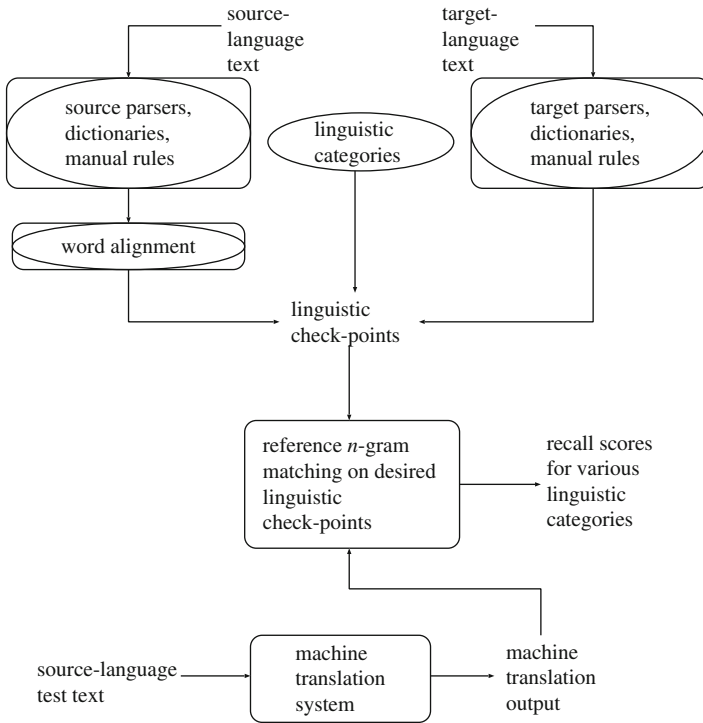 source-
language
text
target-
language
text
source parsers,
dictionaries,
manual rules
linguistic
categories
target parsers,
dictionaries,
manual rules
word alignment
linguistic
check-points
reference n-gram
matching on desired
linguistic
check-points
recall scores
for various
linguistic
categories
source-language
test text
machine
translation
system
machine
translation
output